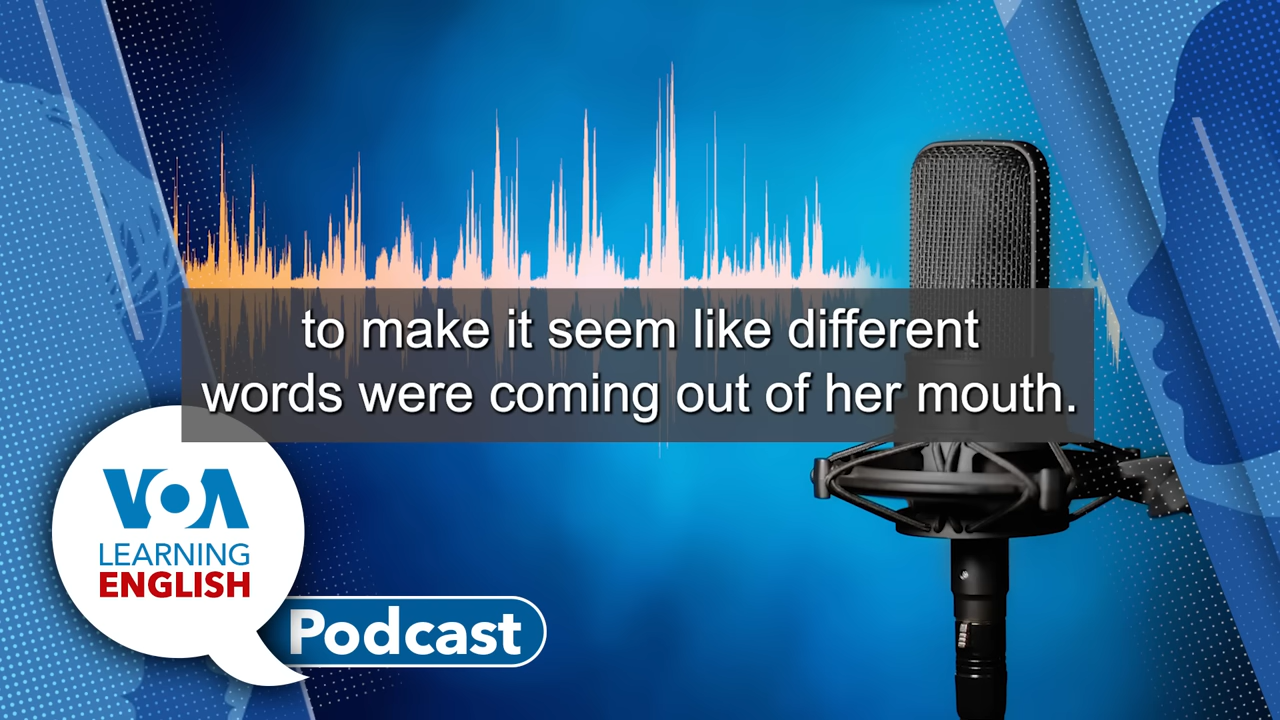 to make it seem like different
words were coming out of her mouth.
VOA
LEARNING
ENGLISH
Podcast